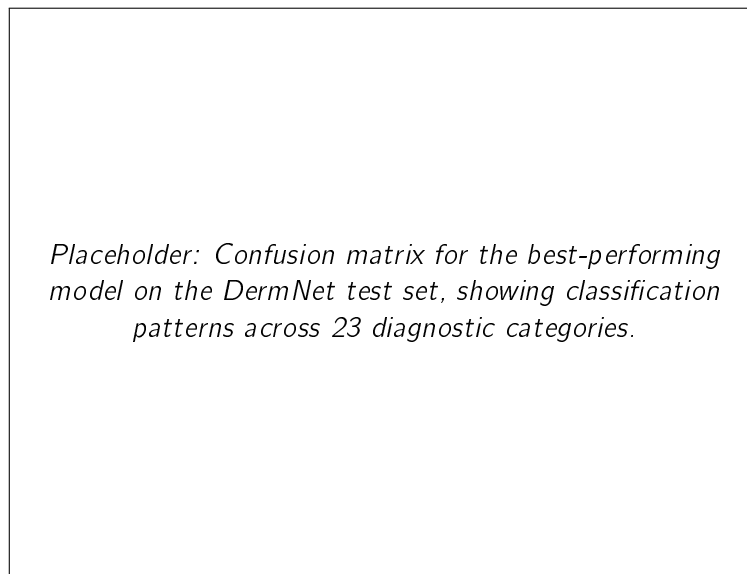 Placeholder: Confusion matrix for the best-performing
model on the DermNet test set, showing classification
patterns across 23 diagnostic categories.